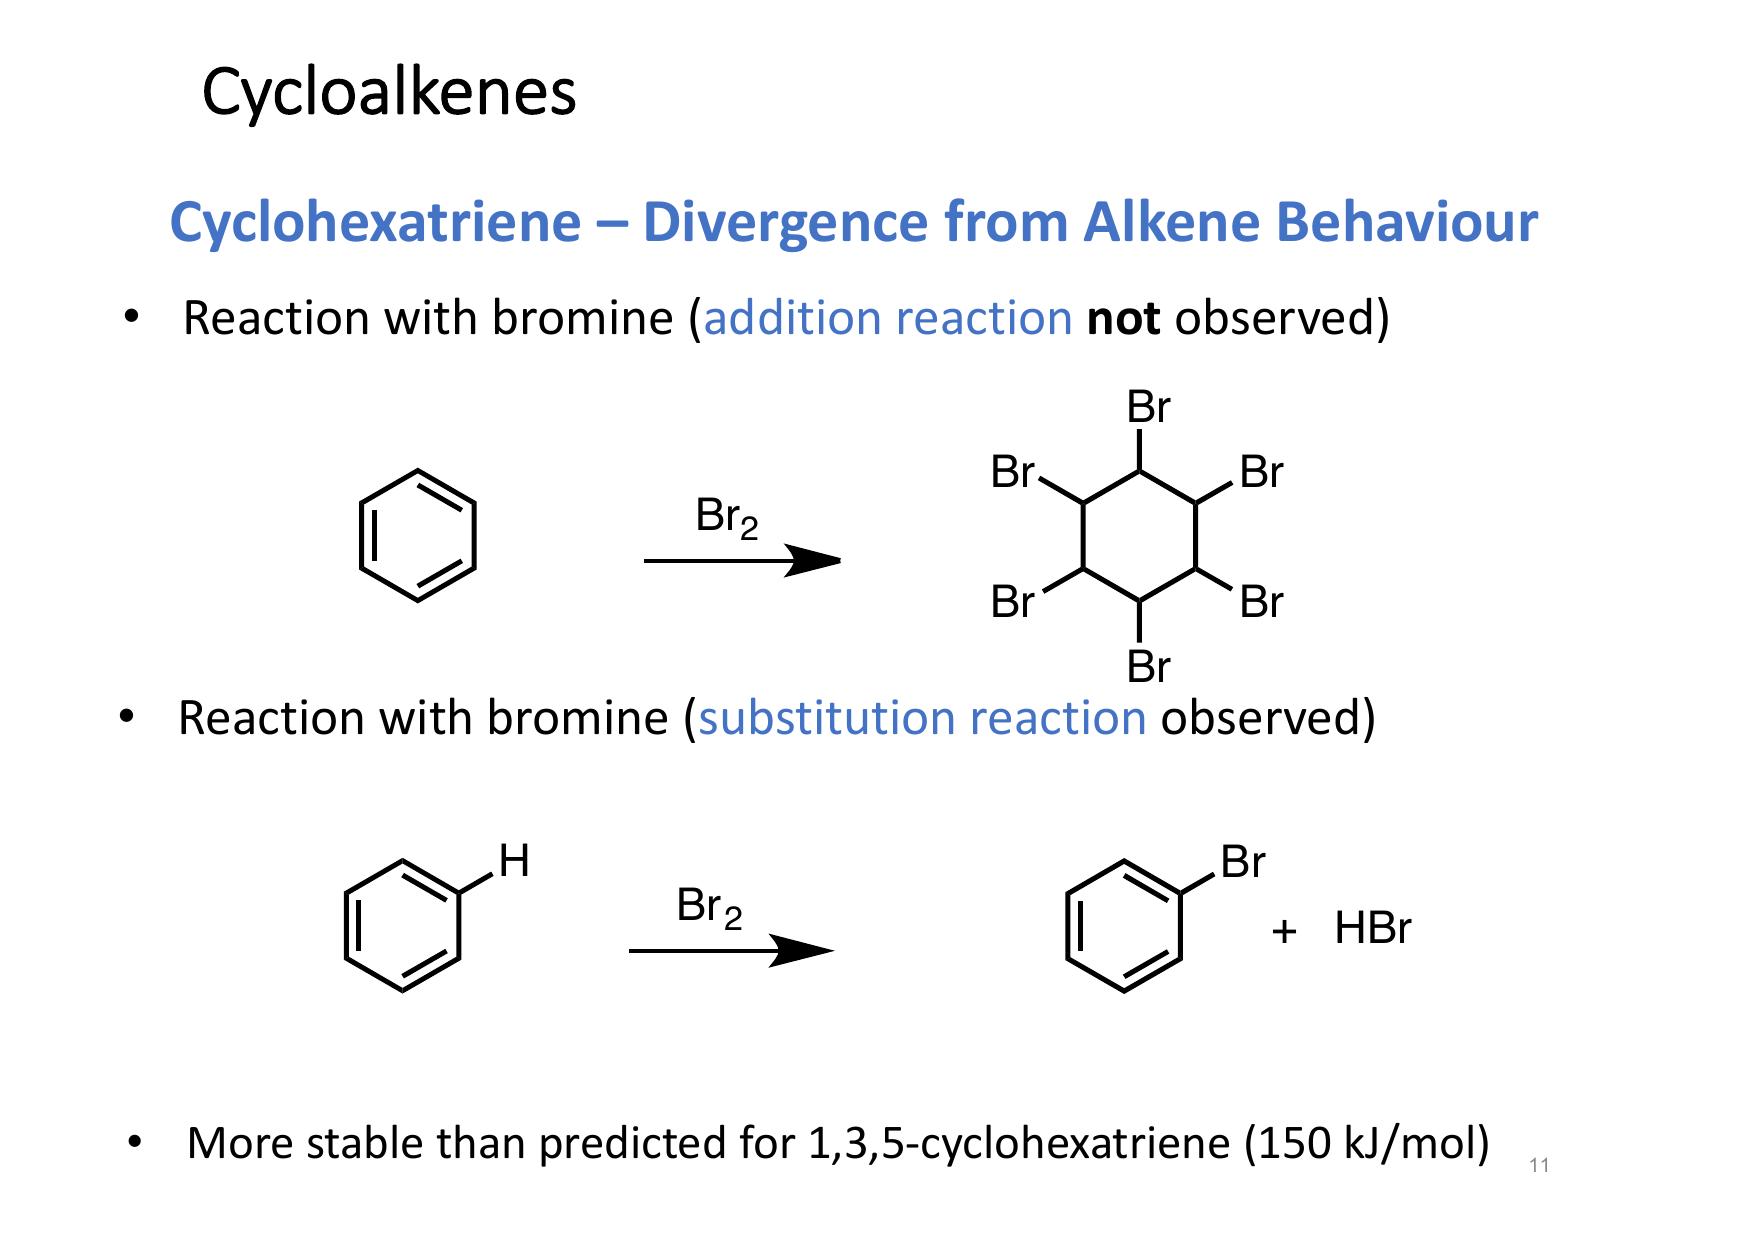 Cycloalkenes
Cyclohexatriene – Divergence from Alkene Behaviour
• Reaction with bromine (addition reaction not observed)
Br
Br
Br
Br2
Br
Br
Br
• Reaction with bromine (substitution reaction observed)
H
Br2
Br
+ HBr
• More stable than predicted for 1,3,5-cyclohexatriene (150 kJ/mol)
11